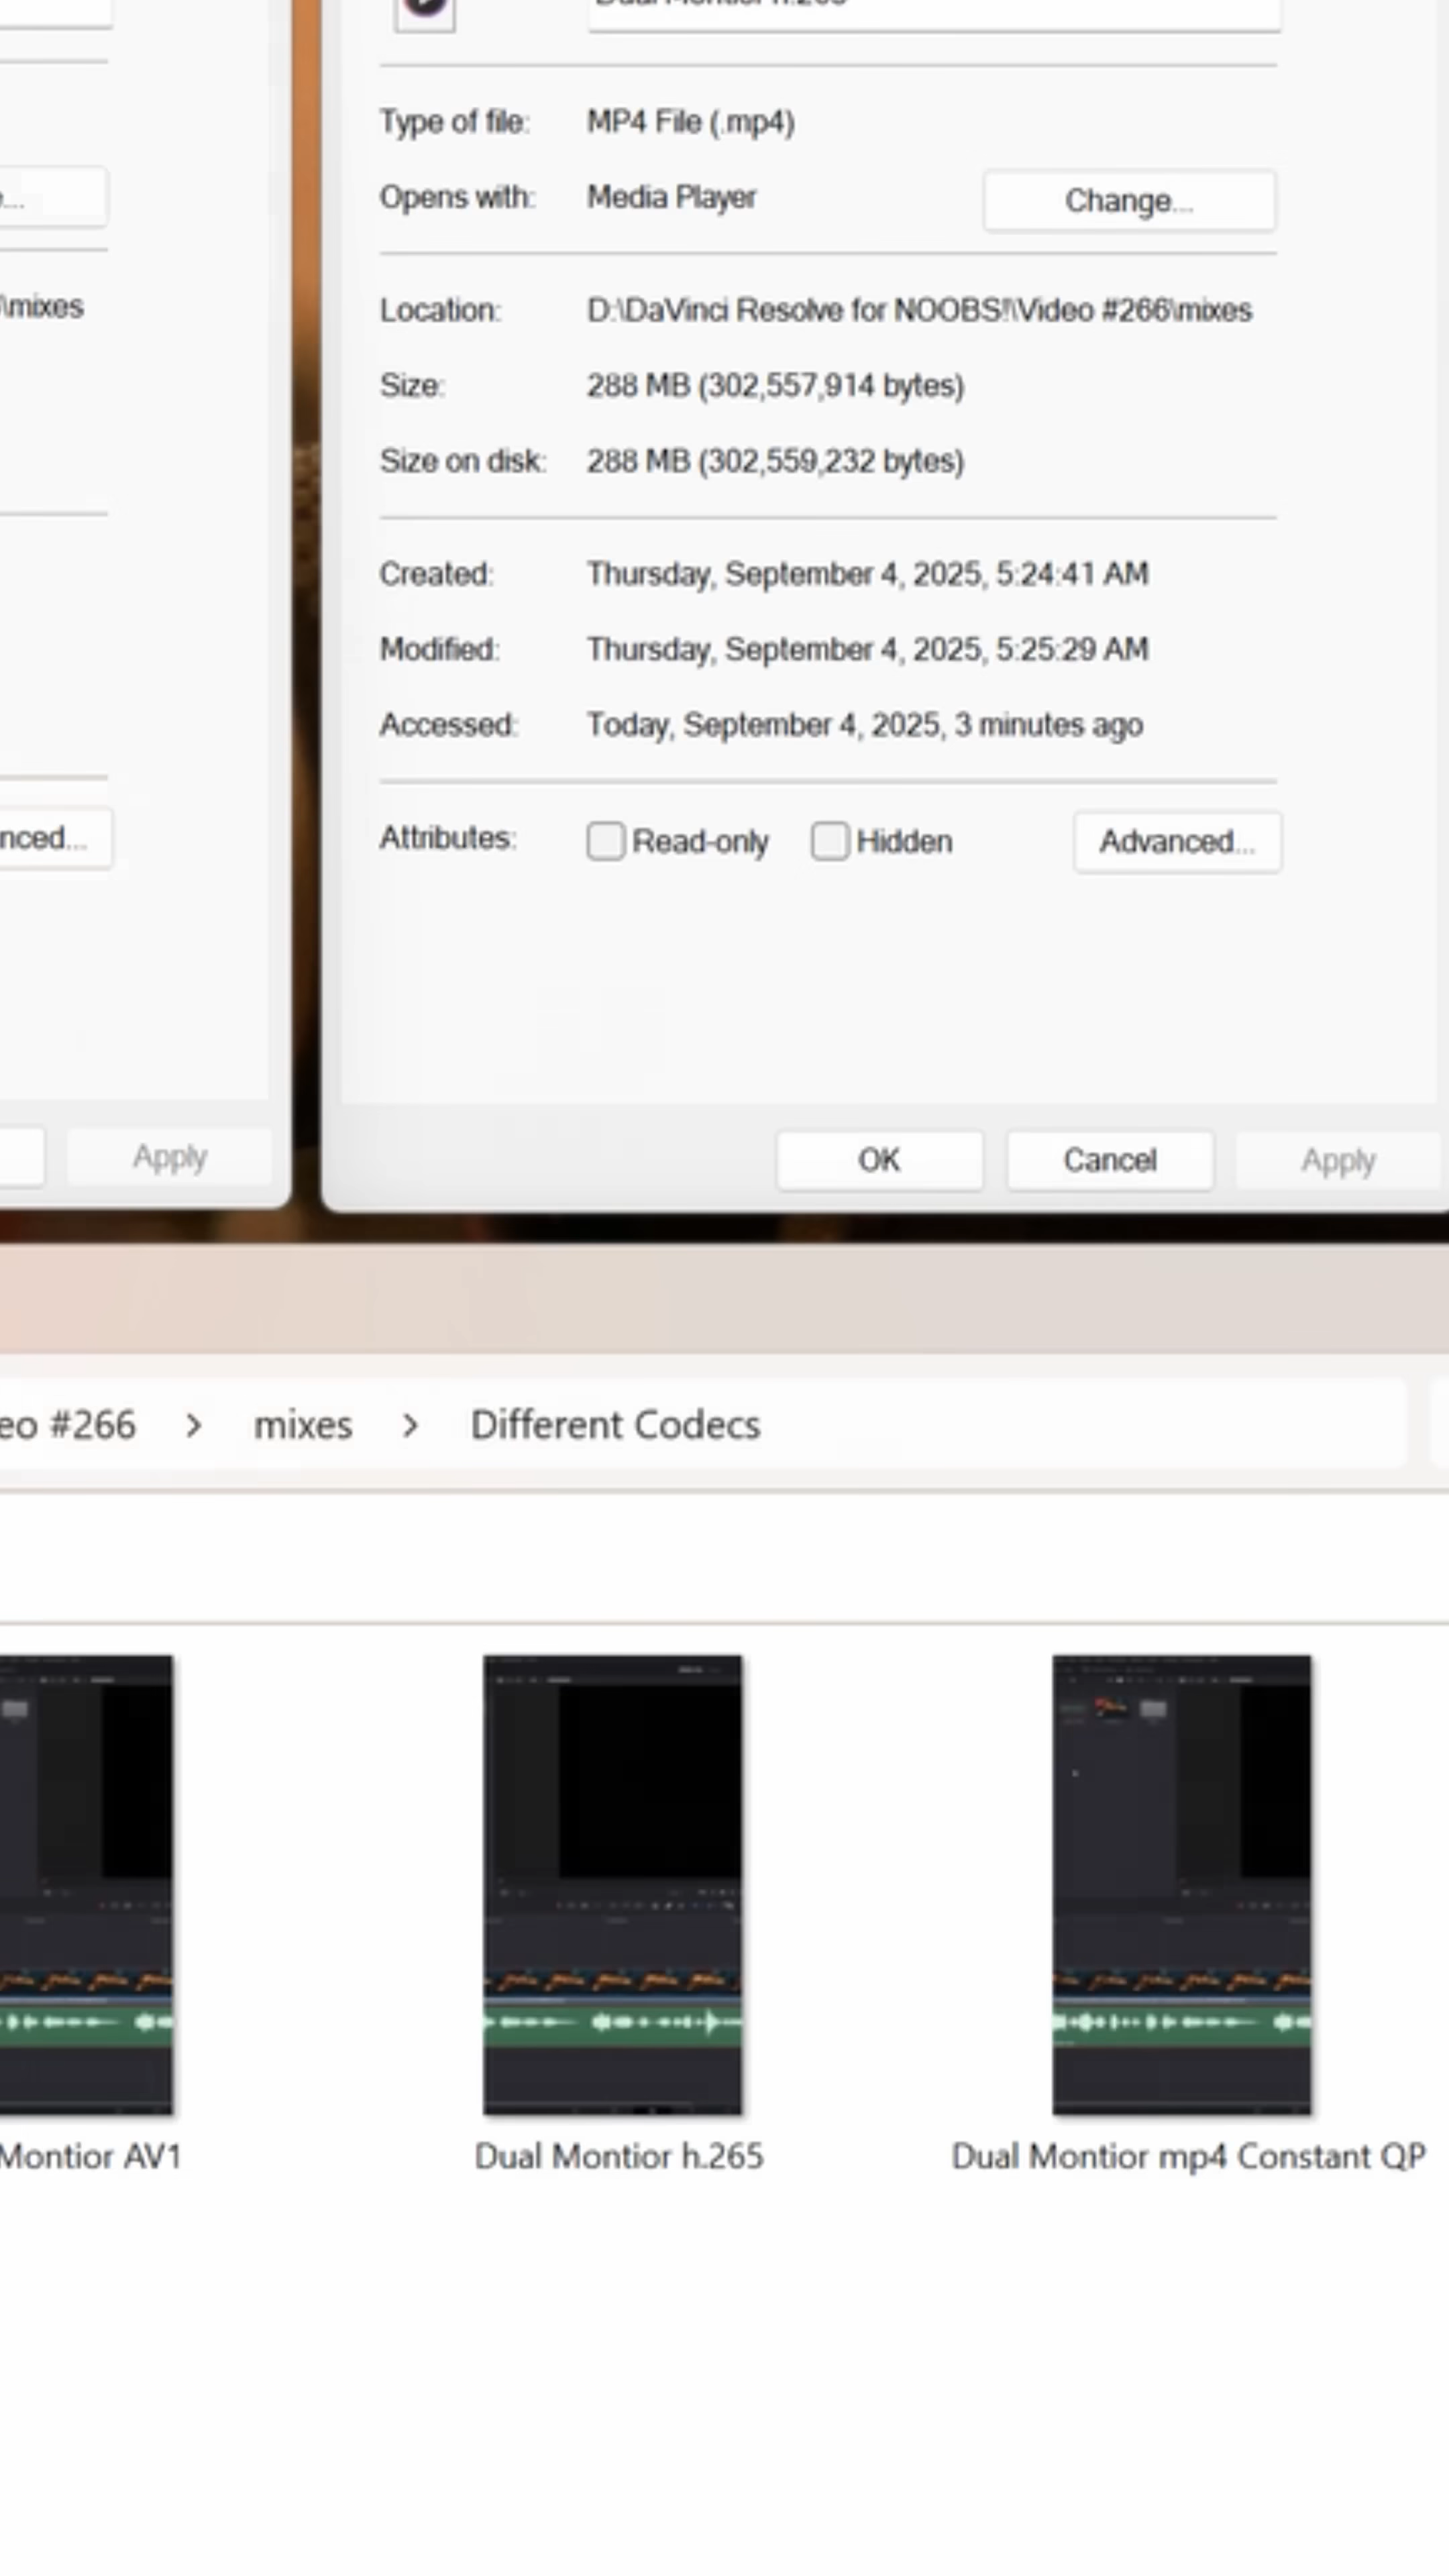 Dual Montior h.265
Type of file: MP4 File (.mp4)
Opens with: Media Player Change...
\mixes
Location: D:\DaVinci Resolve for NOOBS!\Video #266\mixes
Size: 288 MB (302,557,914 bytes)
Size on disk: 288 MB (302,559,232 bytes)
Created: Thursday, September 4, 2025, 5:24:41 AM
Modified: Thursday, September 4, 2025, 5:25:29 AM
Accessed: Today, September 4, 2025, 3 minutes ago
nced...
Attributes: Read-only Hidden Advanced...
Apply
OK Cancel Apply
eo #266 > mixes > Different Codecs
Montior AV1
Dual Montior h.265
Dual Montior mp4 Constant QP